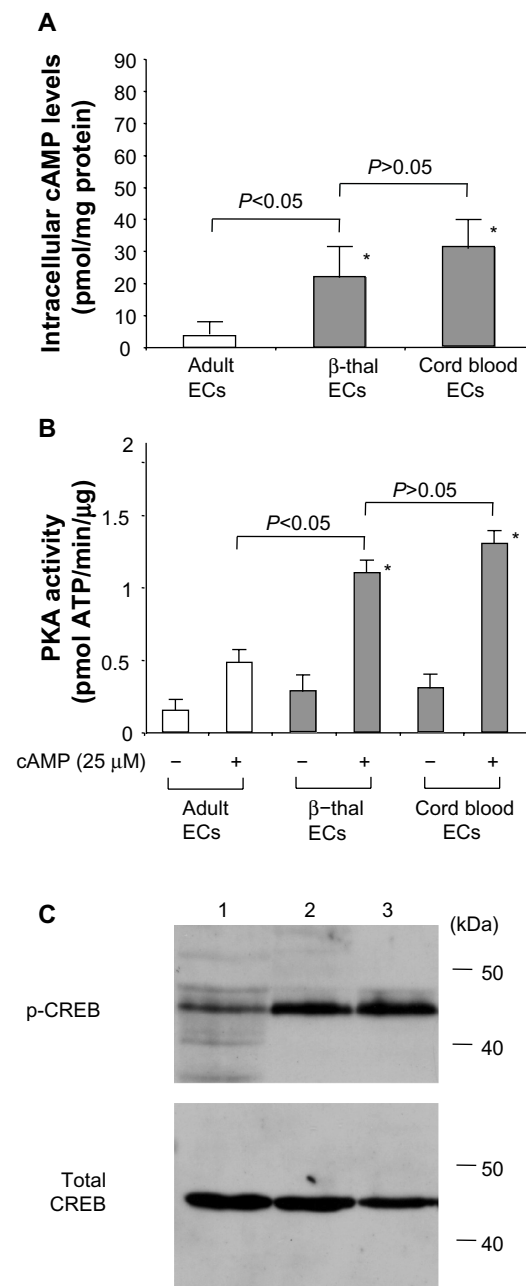 A
Intracellular cAMP levels
(pmol/mg protein)
90
80
70
60
50
40
30
20
10
0
P<0.05
P>0.05
*
*
Adult
ECs
β-thal
ECs
Cord blood
ECs
B
PKA activity
(pmol ATP/min/μg)
2
1.5
1
0.5
0
P<0.05
P>0.05
*
*
cAMP (25 μM) − + − + − +
Adult
ECs
β−thal
ECs
Cord blood
ECs
C
1 2 3 (kDa)
p-CREB
50
40
Total
CREB
50
40